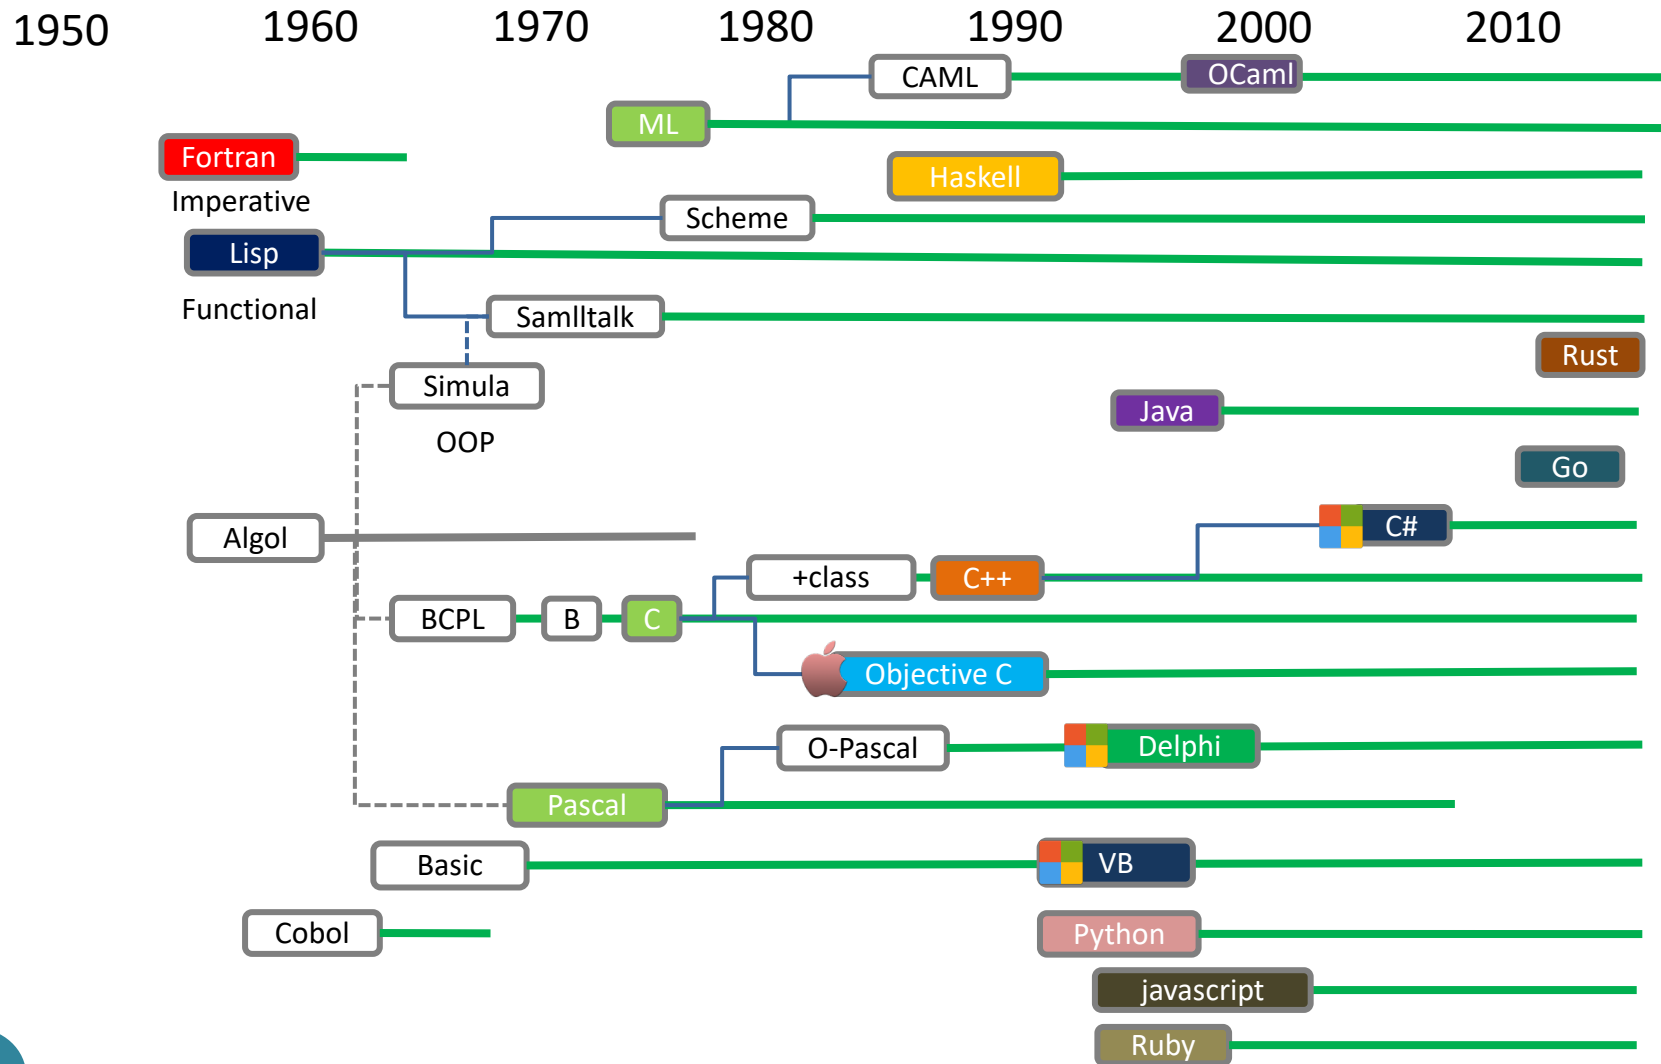 1950 1960 1970 1980 1990 2000 2010
CAML OCaml
ML
Fortran
Haskell
Imperative
Scheme
Lisp
Functional
Samlltalk
Rust
Simula
Java
OOP
Go
C#
Algol
+class C++
BCPL B C
Objective C
O-Pascal Delphi
Pascal
Basic VB
Cobol Python
javascript
Ruby